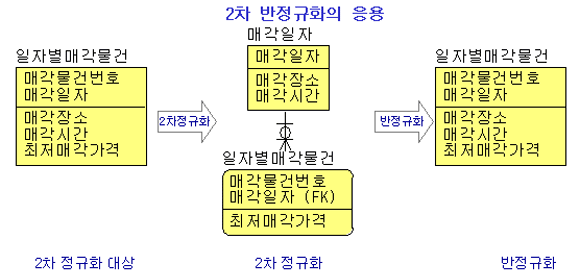 2차 반정규화의 응용
일자별매각물건
매각물건번호
매각일자
매각장소
매각시간
최저매각가격
2차정규화
매각일자
매각일자
매각장소
매각시간
일자별매각물건
매각물건번호
매각일자 (FK)
최저매각가격
반정규화
일자별매각물건
매각물건번호
매각일자
매각장소
매각시간
최저매각가격
2차 정규화 대상
2차 정규화
반정규화